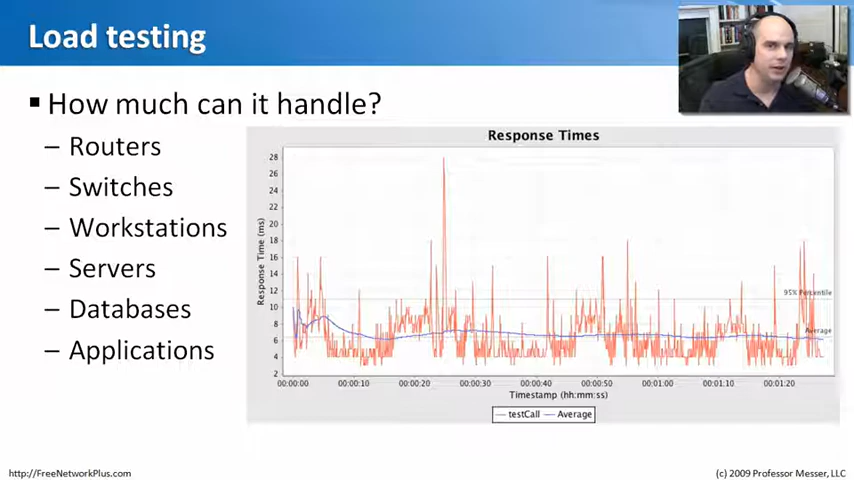 Load testing
How much can it handle?
– Routers
– Switches
– Workstations
– Servers
– Databases
– Applications
Response Times
Response Time (ms)
28
26
24
22
20
18
16
14
12
10
8
6
4
2
95% Percentile
Average
00:00:00 00:00:10 00:00:20 00:00:30 00:00:40 00:00:50 00:01:00 00:01:10 00:01:20
Timestamp (hh:mm:ss)
testCall Average
http://FreeNetworkPlus.com
(c) 2009 Professor Messer, LLC